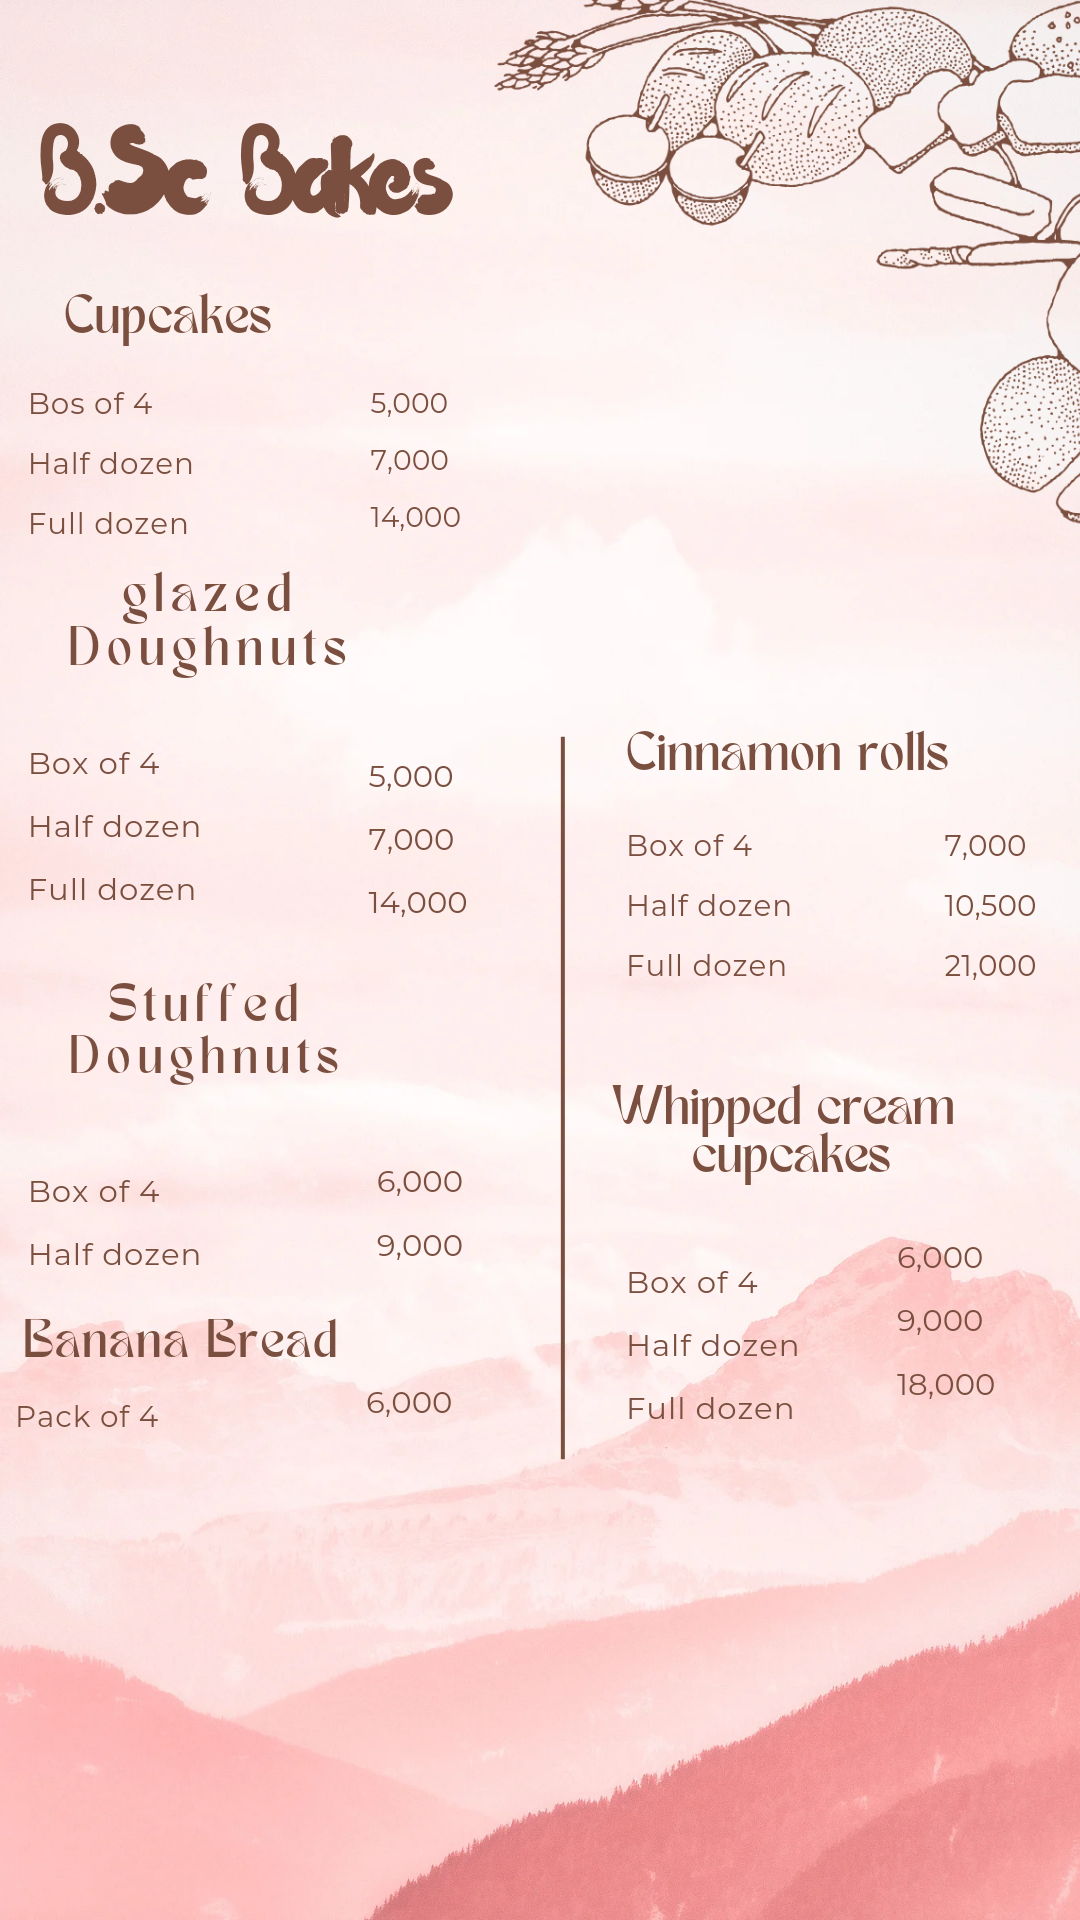 B.Sc Bakes
Cupcakes
Bos of 4 5,000
Half dozen 7,000
Full dozen 14,000
glazed
Doughnuts
Box of 4 5,000
Half dozen 7,000
Full dozen 14,000
Stuffed
Doughnuts
Box of 4 6,000
Half dozen 9,000
Banana Bread
Pack of 4 6,000
Cinnamon rolls
Box of 4 7,000
Half dozen 10,500
Full dozen 21,000
Whipped cream
cupcakes
Box of 4 6,000
Half dozen 9,000
Full dozen 18,000